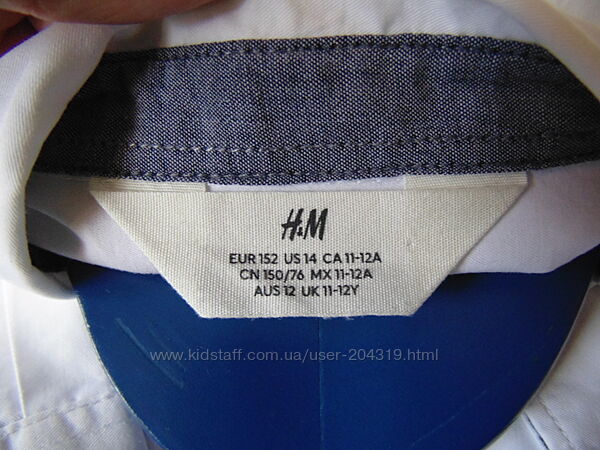 H&M
EUR 152 US 14 CA 11-12A
CN 150/76 MX 11-12A
AUS 12 UK 11-12Y
www.kidstaff.com.ua/user-204319.html